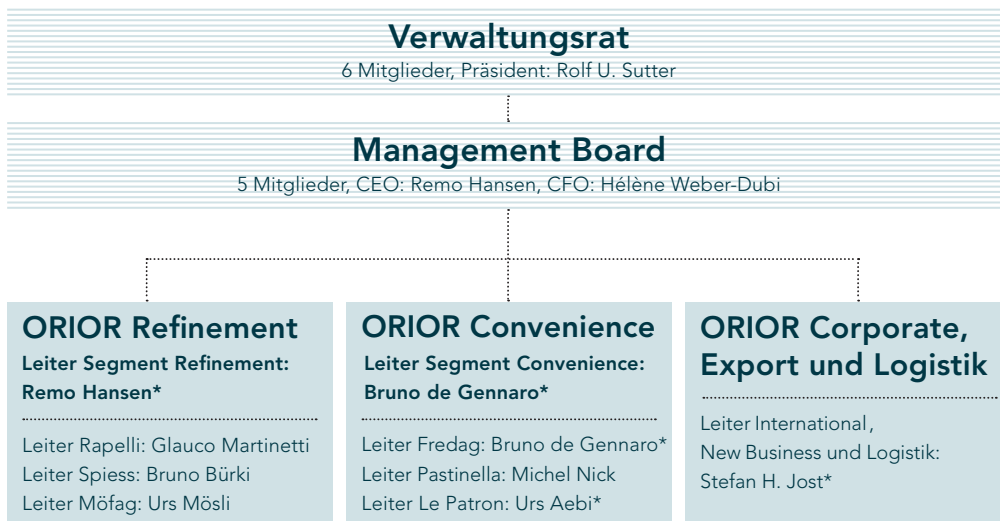 Verwaltungsrat
6 Mitglieder, Präsident: Rolf U. Sutter
Management Board
5 Mitglieder, CEO: Remo Hansen, CFO: Hélène Weber-Dubi
ORIOR Refinement
Leiter Segment Refinement:
Remo Hansen*
Leiter Rapelli: Glauco Martinetti
Leiter Spiess: Bruno Bürki
Leiter Möfag: Urs Mösli
ORIOR Convenience
Leiter Segment Convenience:
Bruno de Gennaro*
Leiter Fredag: Bruno de Gennaro*
Leiter Pastinella: Michel Nick
Leiter Le Patron: Urs Aebi*
ORIOR Corporate,
Export und Logistik
Leiter International,
New Business und Logistik:
Stefan H. Jost*